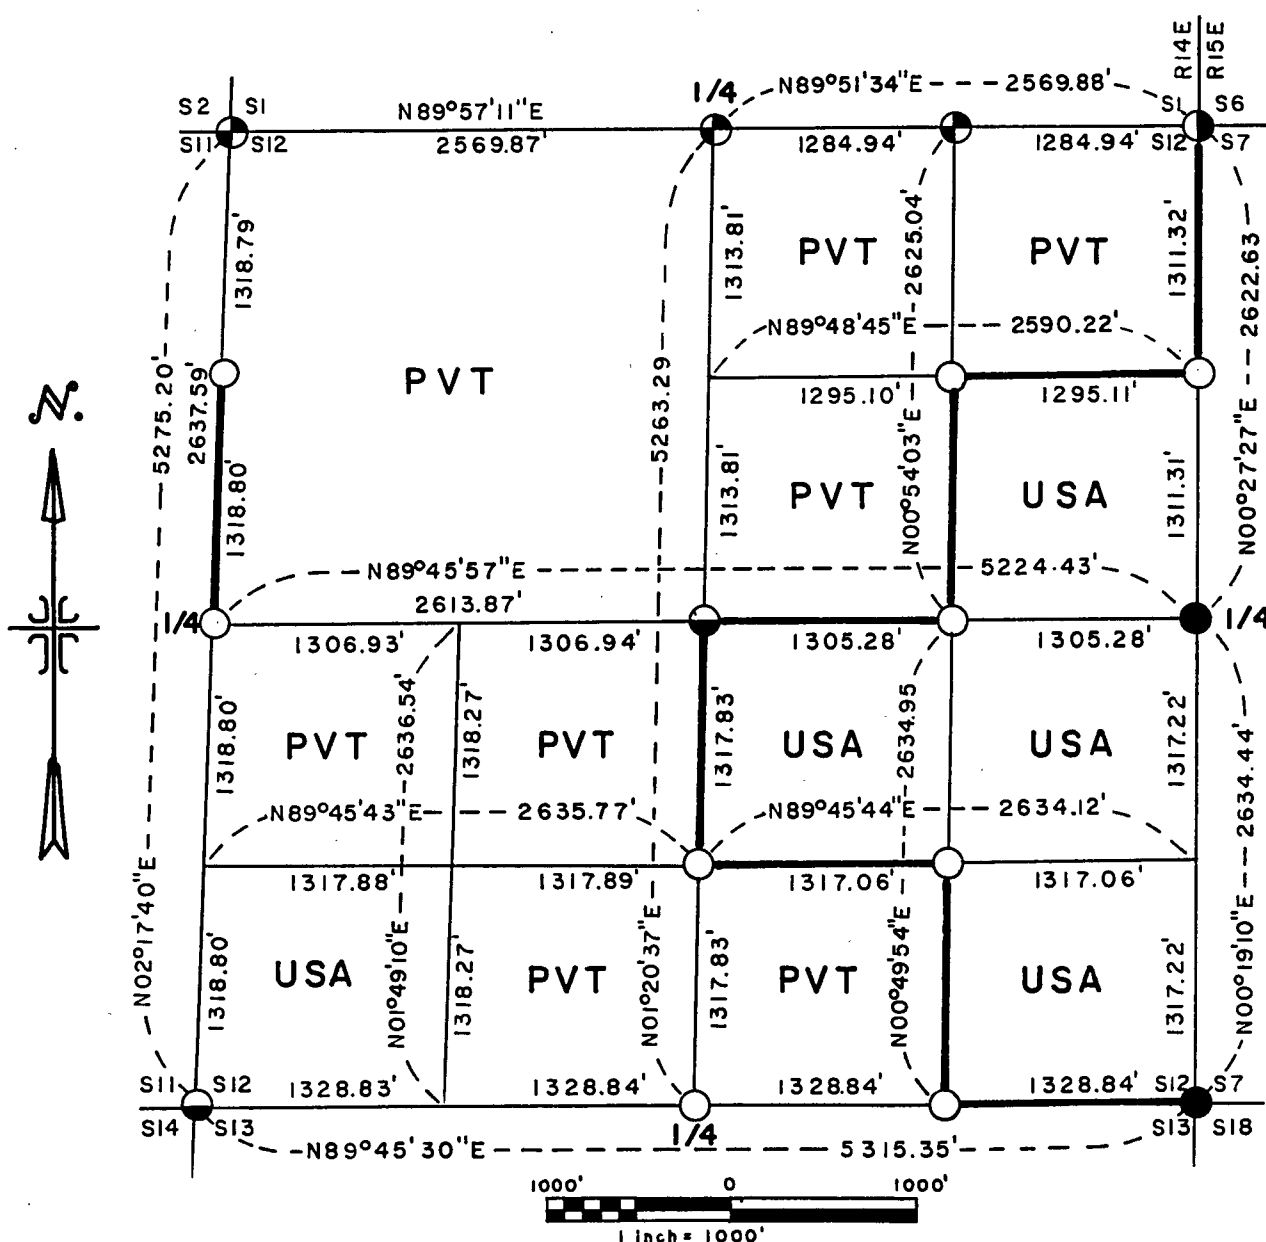 R14E R15E
1/4 N89°51'34"E 2569.88'
S2 S1 N89°57'11"E S1 S6
S11 S12 2569.87' 1284.94' 1284.94' S12 S7
1318.79' 1313.81' 2625.04' 1311.32' 2622.63
PVT PVT
N89°48'45"E 2590.22'
PVT
1295.10' 1295.11'
N.
5275.20' 2637.59' 5263.29
1318.80' 1313.81' N00°54'03"E 1311.31' N00°27'27"E
PVT USA
N89°45'57"E 5224.43'
2613.87'
1/4 1/4
1306.93' 1306.94' 1305.28' 1305.28'
1318.80' 2636.54' 1318.27' 1317.83' 2634.95 1317.22' 2634.44'
PVT PVT USA USA
N89°45'43"E 2635.77' N89°45'44"E 2634.12'
1317.88' 1317.89' 1317.06' 1317.06'
N02°17'40"E 1318.80' N01°49'10"E 1318.27' N01°20'37"E 1317.83' N00°49'54"E 1317.22' N00°19'10"E
USA PVT PVT USA
S11 S12 1328.83' 1328.84' 1328.84' 1328.84' S12 S7
S14 S13 1/4 S13 S18
N89°45'30"E 5315.35'
1000' 0 1000'
1 inch = 1000'